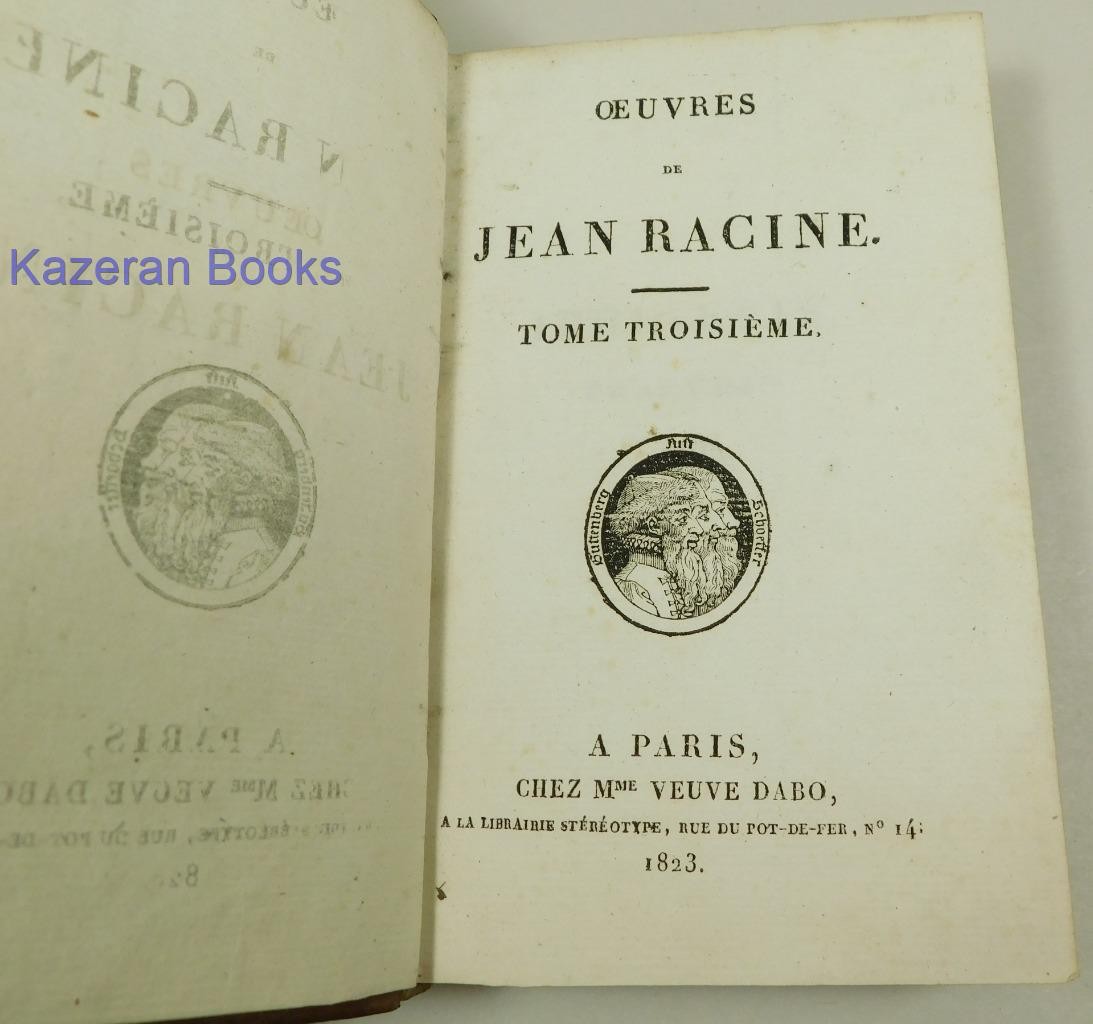 Kazeran Books
ŒUVRES
DE
JEAN RACINE.
TOME TROISIÈME.
Guttenberg
Fust
Schoeffer
A PARIS,
CHEZ MME VEUVE DABO,
A LA LIBRAIRIE STÉRÉOTYPE, RUE DU POT-DE-FER, No 14;
1823.